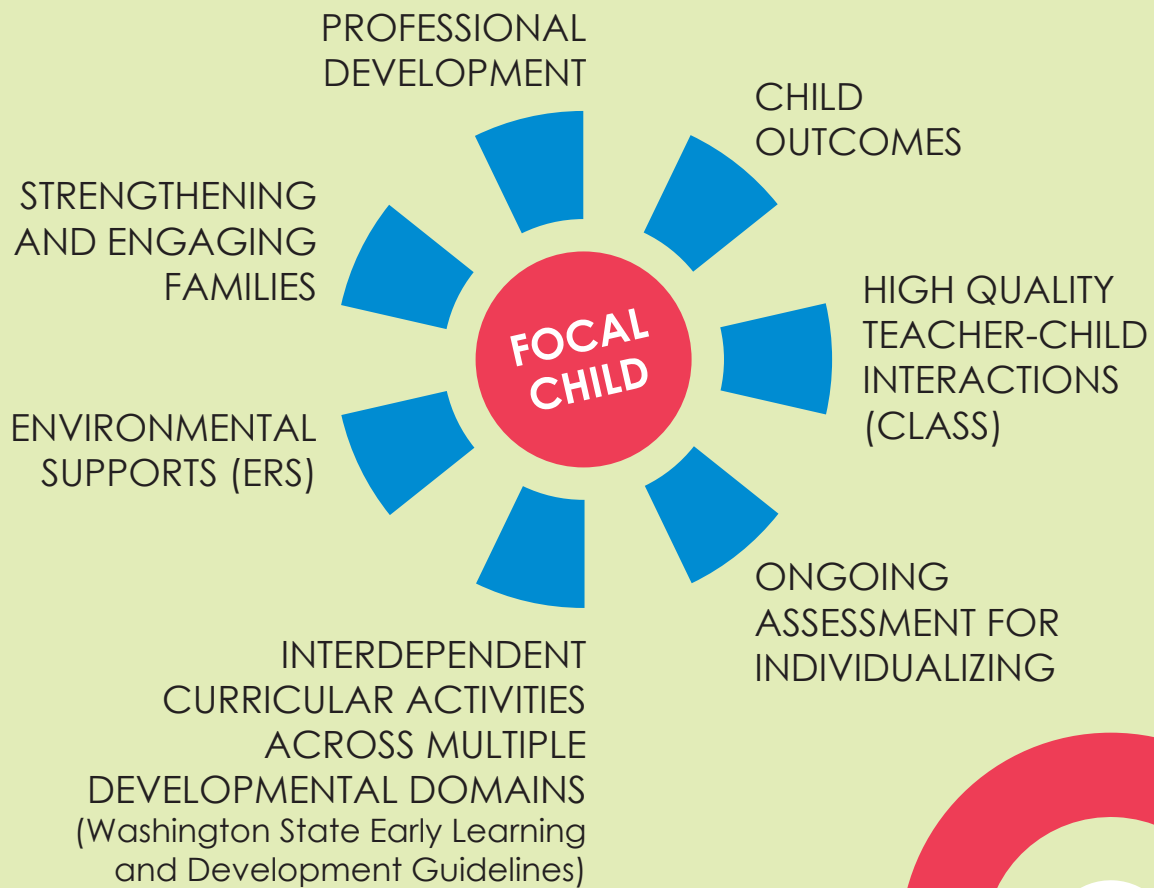 PROFESSIONAL
DEVELOPMENT
CHILD
OUTCOMES
STRENGTHENING
AND ENGAGING
FAMILIES
HIGH QUALITY
TEACHER-CHILD
INTERACTIONS
(CLASS)
FOCAL
CHILD
ENVIRONMENTAL
SUPPORTS (ERS)
ONGOING
ASSESSMENT FOR
INDIVIDUALIZING
INTERDEPENDENT
CURRICULAR ACTIVITIES
ACROSS MULTIPLE
DEVELOPMENTAL DOMAINS
(Washington State Early Learning
and Development Guidelines)